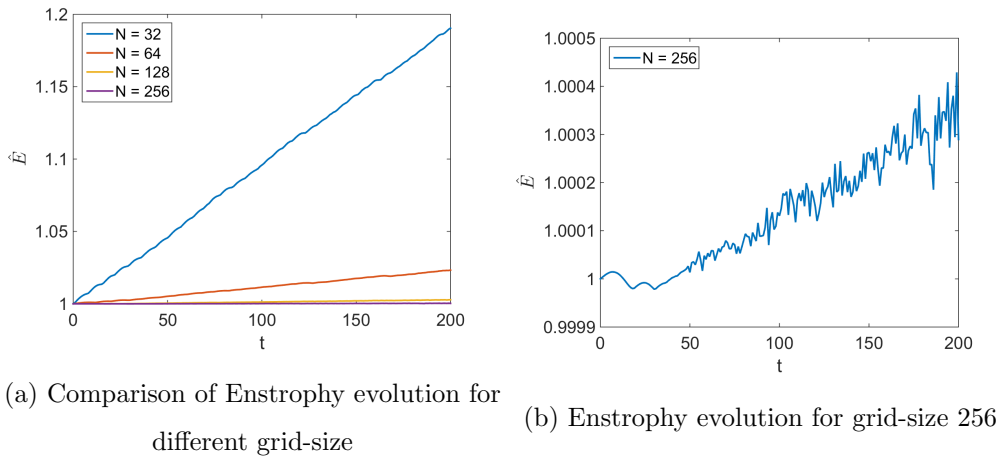 1.2
1.15
1.1
1.05
1
Ê
N = 32
N = 64
N = 128
N = 256
0
50
100
150
200
t
(a) Comparison of Enstrophy evolution for
different grid-size
1.0005
1.0004
1.0003
1.0002
1.0001
1
0.9999
Ê
N = 256
0
50
100
150
200
t
(b) Enstrophy evolution for grid-size 256